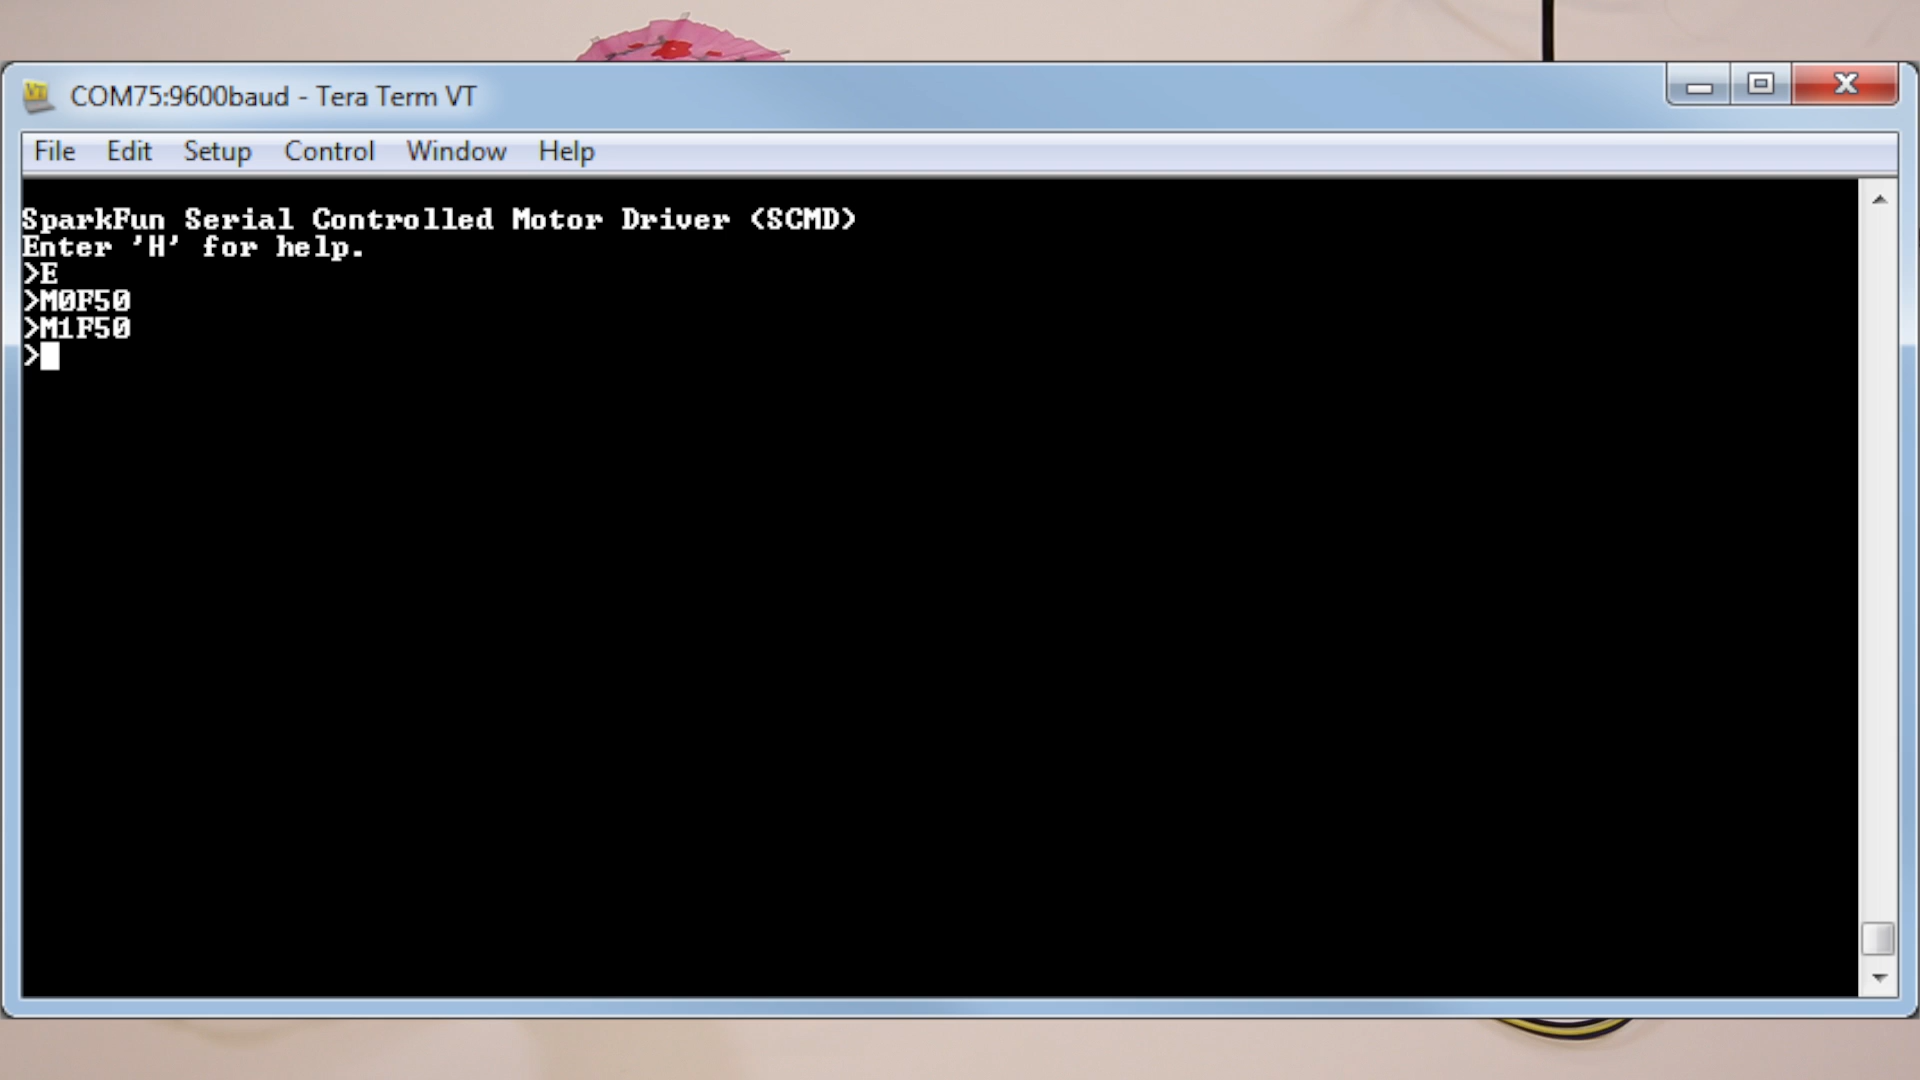 COM75:9600baud - Tera Term VT
File Edit Setup Control Window Help
SparkFun Serial Controlled Motor Driver (SCMD)
Enter 'H' for help.
>E
>M0F50
>M1F50
>